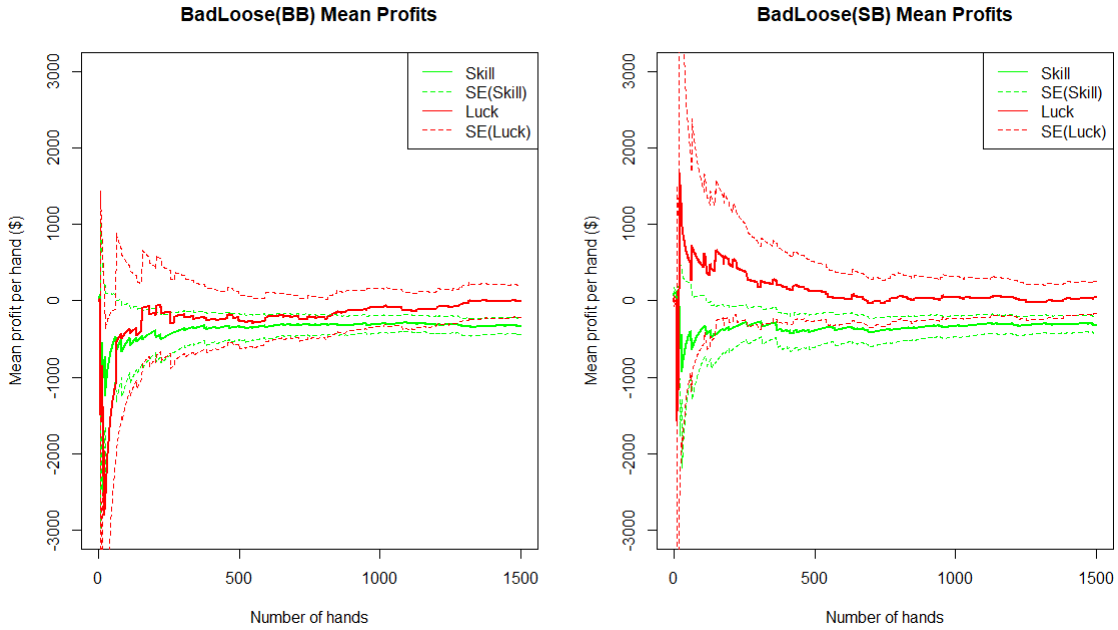 BadLoose(BB) Mean Profits
Mean profit per hand ($)
3000
2000
1000
0
-1000
-2000
-3000
Skill
SE(Skill)
Luck
SE(Luck)
0
500
1000
1500
Number of hands
BadLoose(SB) Mean Profits
Mean profit per hand ($)
3000
2000
1000
0
-1000
-2000
-3000
Skill
SE(Skill)
Luck
SE(Luck)
0
500
1000
1500
Number of hands